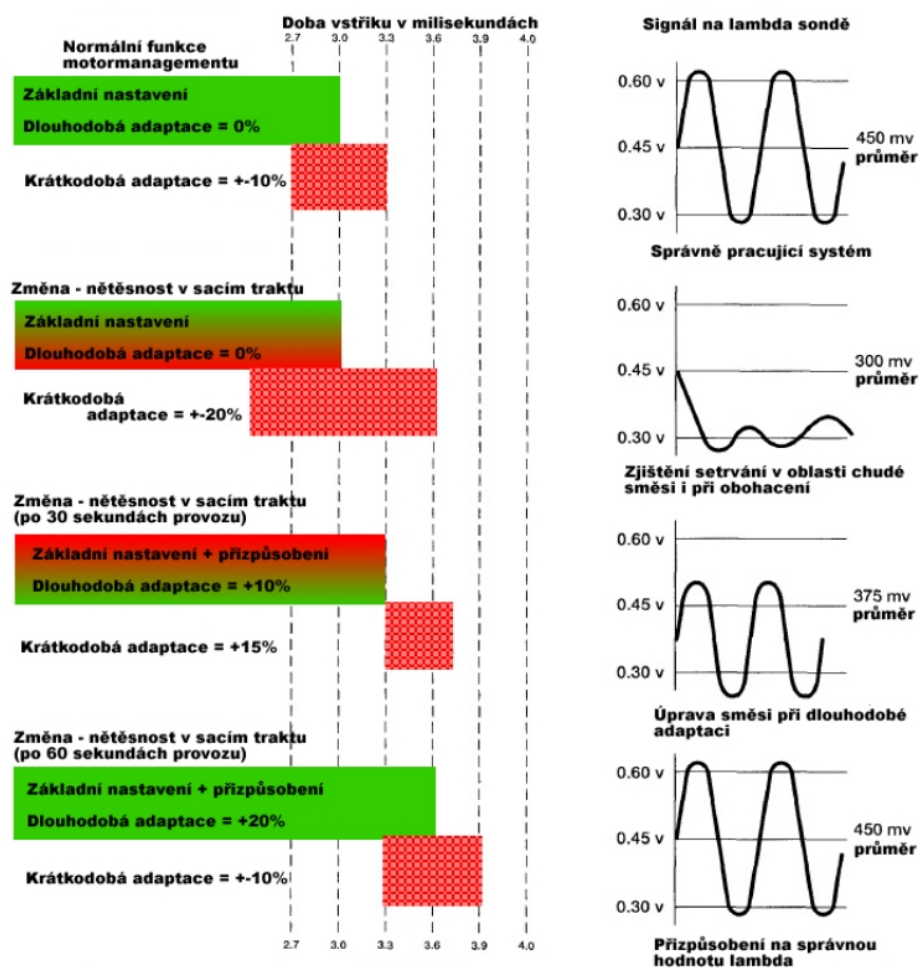 Doba vstřiku v milisekundách
2.7 3.0 3.3 3.6 3.9 4.0
Signál na lambda sondě
Normální funkce
motormanagementu
Základní nastavení
Dlouhodobá adaptace = 0%
Krátkodobá adaptace = +-10%
0.60 v
0.45 v
0.30 v
450 mv
průměr
Správně pracující systém
Změna - nětěsnost v sacím traktu
Základní nastavení
Dlouhodobá adaptace = 0%
Krátkodobá
adaptace = +-20%
0.60 v
0.45 v
0.30 v
300 mv
průměr
Zjištění setrvání v oblasti chudé
směsi i při obohacení
Změna - nětěsnost v sacím traktu
(po 30 sekundách provozu)
Základní nastavení + přizpůsobení
Dlouhodobá adaptace = +10%
Krátkodobá adaptace = +15%
0.60 v
0.45 v
0.30 v
375 mv
průměr
Úprava směsi při dlouhodobé
adaptaci
Změna - nětěsnost v sacím traktu
(po 60 sekundách provozu)
Základní nastavení + přizpůsobení
Dlouhodobá adaptace = +20%
Krátkodobá adaptace = +-10%
0.60 v
0.45 v
0.30 v
450 mv
průměr
2.7 3.0 3.3 3.6 3.9 4.0
Přizpůsobení na správnou
hodnotu lambda